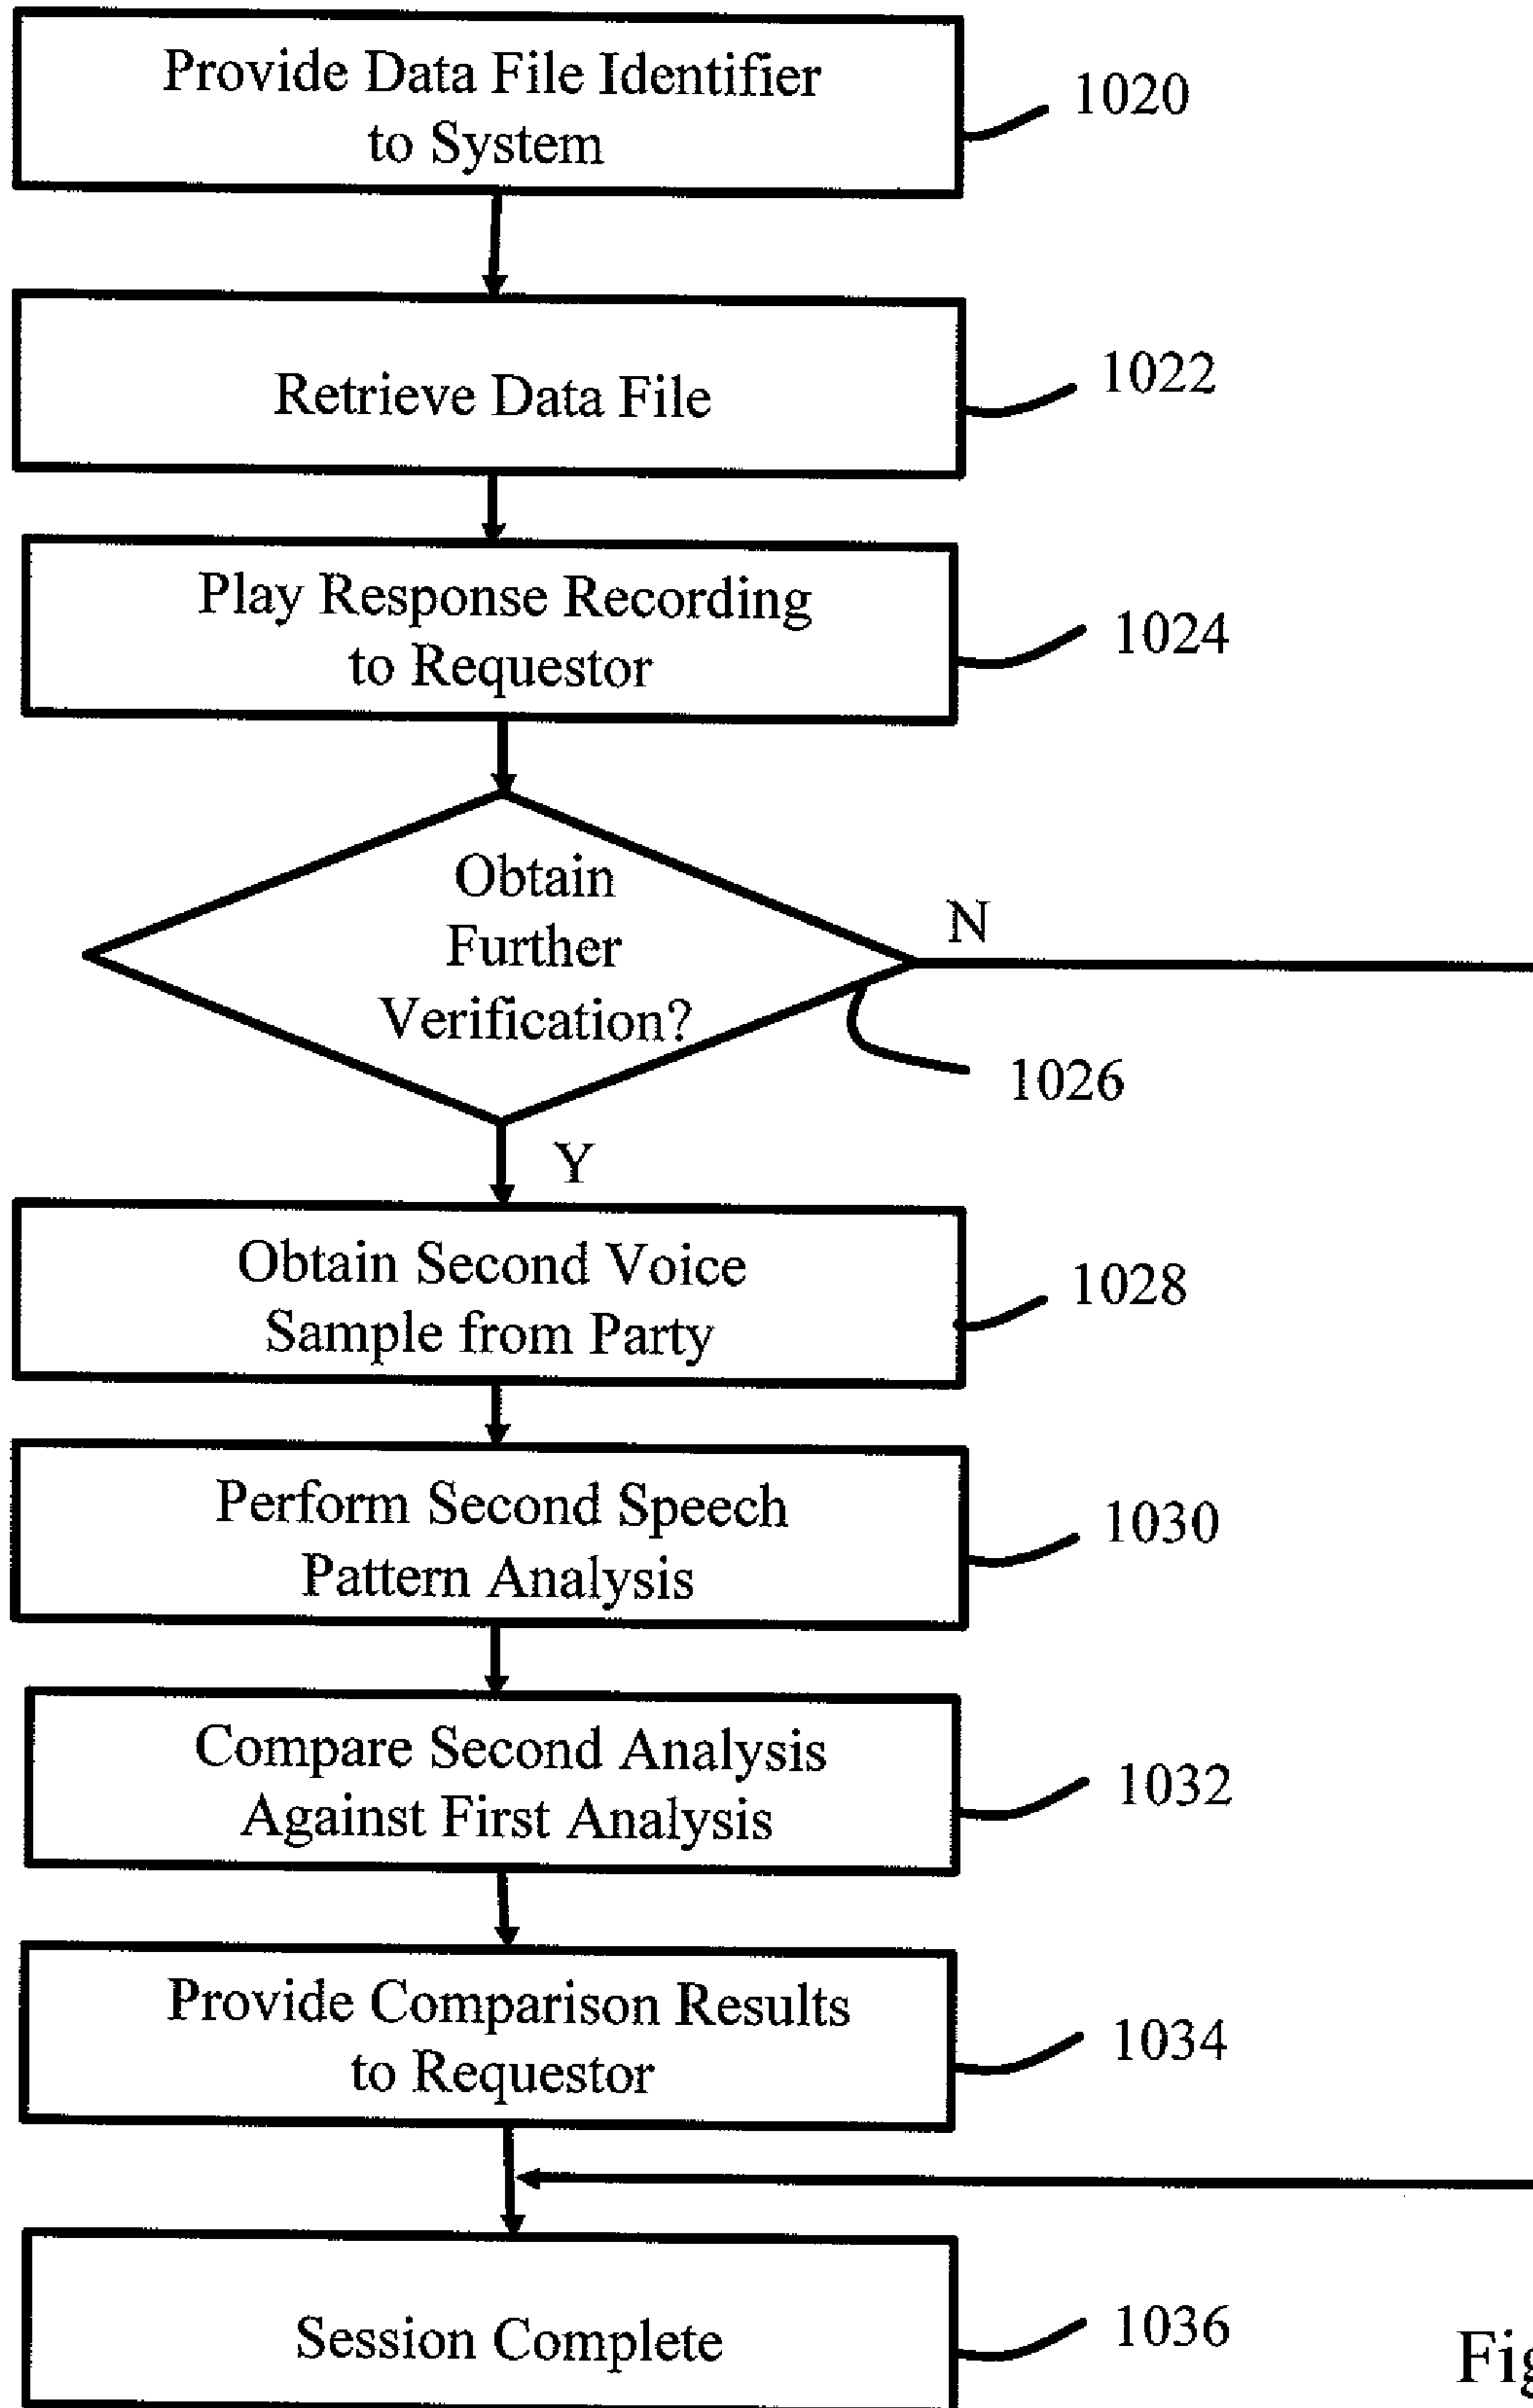 Provide Data File Identifier
to System
1020
Retrieve Data File
1022
Play Response Recording
to Requestor
1024
Obtain
Further
Verification?
N
1026
Y
Obtain Second Voice
Sample from Party
1028
Perform Second Speech
Pattern Analysis
1030
Compare Second Analysis
Against First Analysis
1032
Provide Comparison Results
to Requestor
1034
Session Complete
1036
Fig